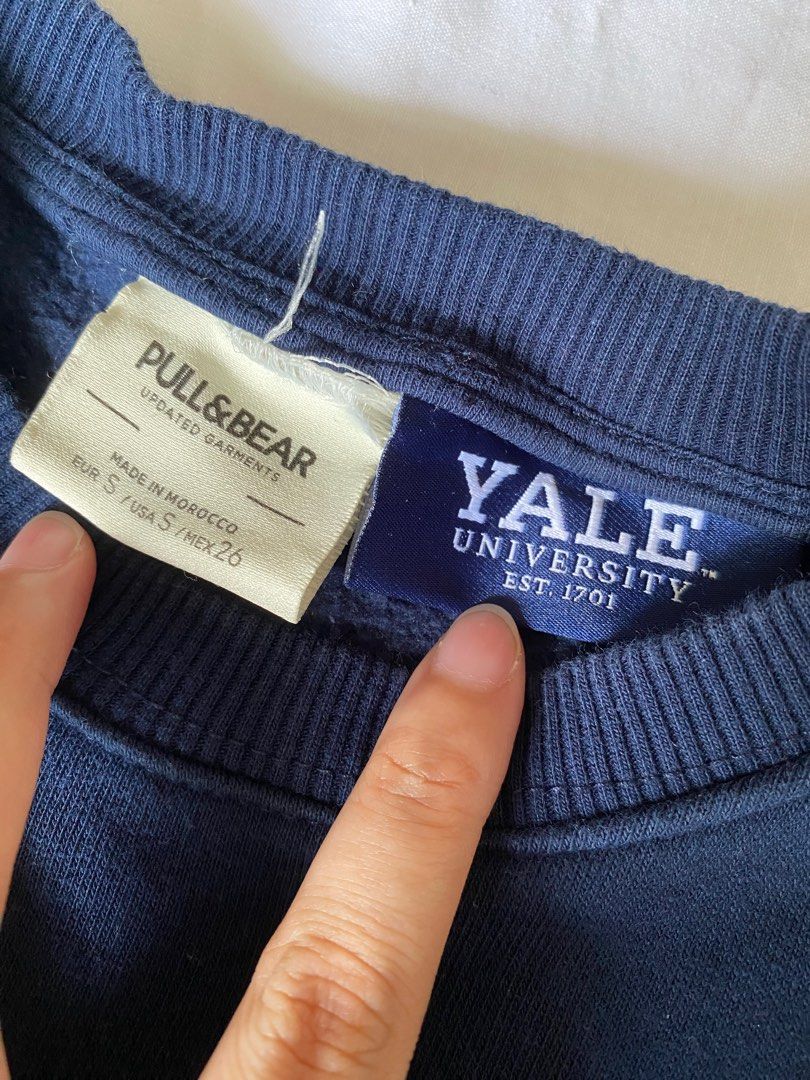 PULL&BEAR
UPDATED GARMENTS
MADE IN MOROCCO
EUR S / USA S / MEX 26
YALE
UNIVERSITY™
EST. 1701